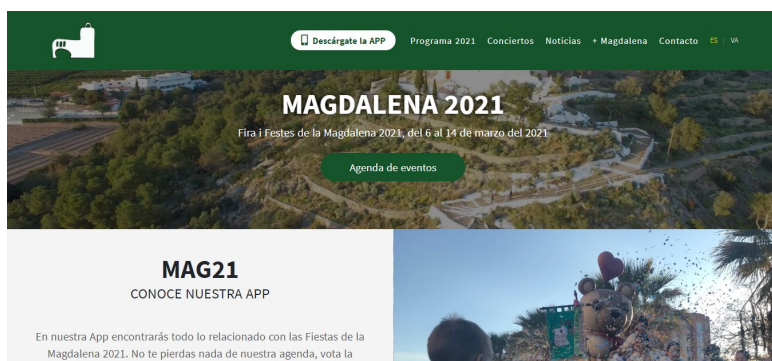 Descárgate la APP Programa 2021 Conciertos Noticias + Magdalena Contacto ES | VA
MAGDALENA 2021
Fira i Festes de la Magdalena 2021, del 6 al 14 de marzo del 2021
Agenda de eventos
MAG21
CONOCE NUESTRA APP
En nuestra App encontrarás todo lo relacionado con las Fiestas de la
Magdalena 2021. No te pierdas nada de nuestra agenda, vota la